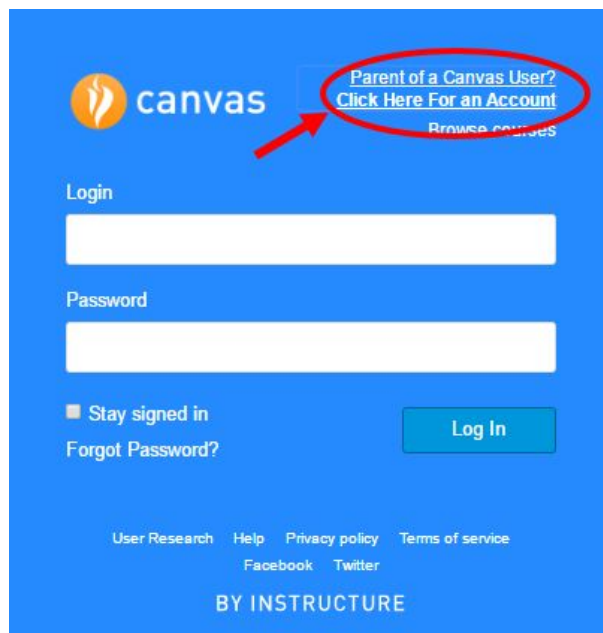 canvas
Parent of a Canvas User?
Click Here For an Account
Browse courses
Login
Password
Stay signed in
Log In
Forgot Password?
User Research Help Privacy policy Terms of service
Facebook Twitter
BY INSTRUCTURE